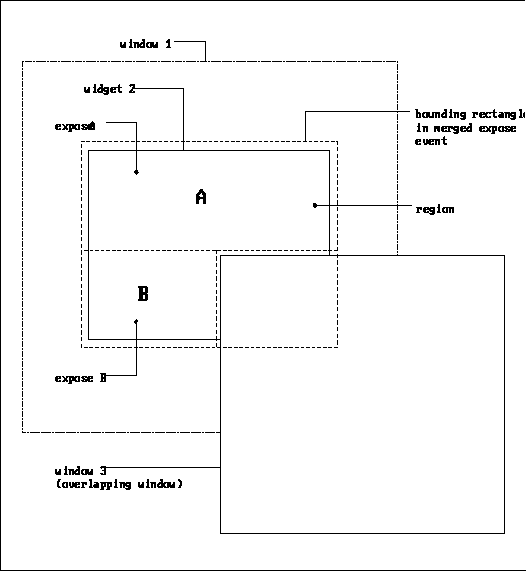 window 1
widget 2
bounding rectangle
in merged expose
event
expose
A
region
B
expose B
window 3
(overlapping window)